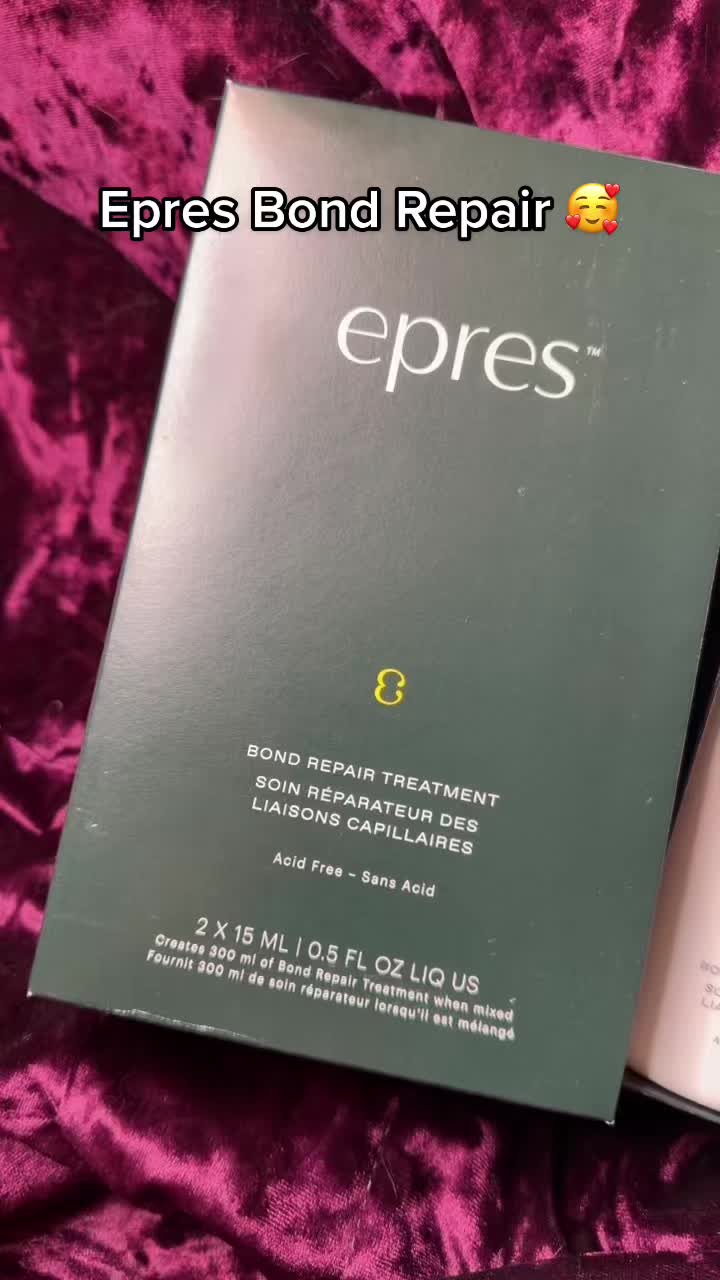 Epres Bond Repair 🥰
epres™
BOND REPAIR TREATMENT
SOIN RÉPARATEUR DES
LIAISONS CAPILLAIRES
Acid Free – Sans Acid
2 X 15 ML | 0.5 FL OZ LIQ US
Creates 300 ml of Bond Repair Treatment when mixed
Fournit 300 ml de soin réparateur lorsqu'il est mélangé